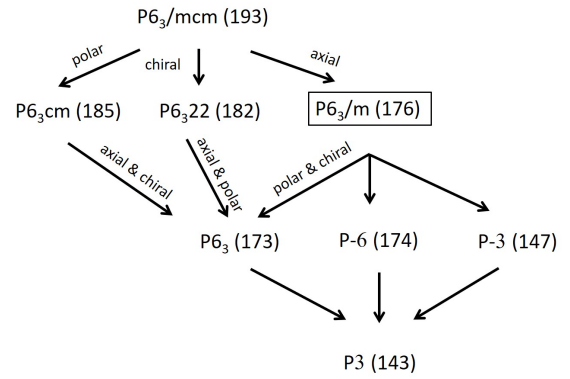 P6₃/mcm (193)
polar
chiral
axial
P6₃cm (185)
P6₃22 (182)
P6₃/m (176)
axial & chiral
axial & polar
polar & chiral
P6₃ (173)
P-6 (174)
P-3 (147)
P3 (143)